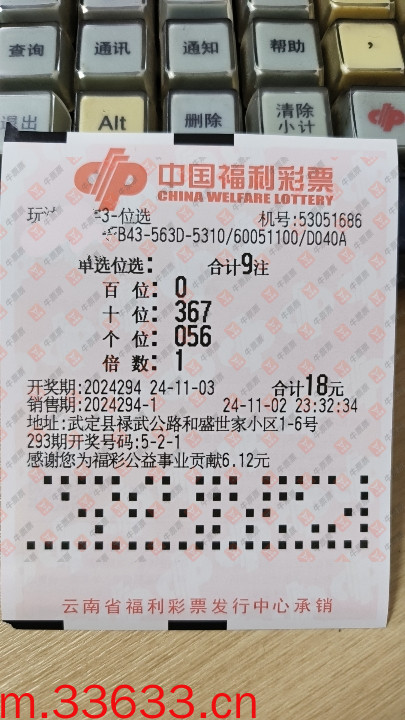 查询 通讯 通知 帮助 ,
退出 Alt 删除 清除
小计
中国福利彩票
CHINA WELFARE LOTTERY
玩 3-位选 机号:53051686
B43-563D-5310/60051100/D040A
单选位选: 合计9注
百 位: 0
十 位: 367
个 位: 056
倍 数: 1
开奖期:2024294 24-11-03 合计18元
销售期:2024294-1 24-11-02 23:32:34
地址:武定县禄武公路和盛世家小区1-6号
293期开奖号码:5-2-1
感谢您为福彩公益事业贡献6.12元
云南省福利彩票发行中心承销
m.33633.cn